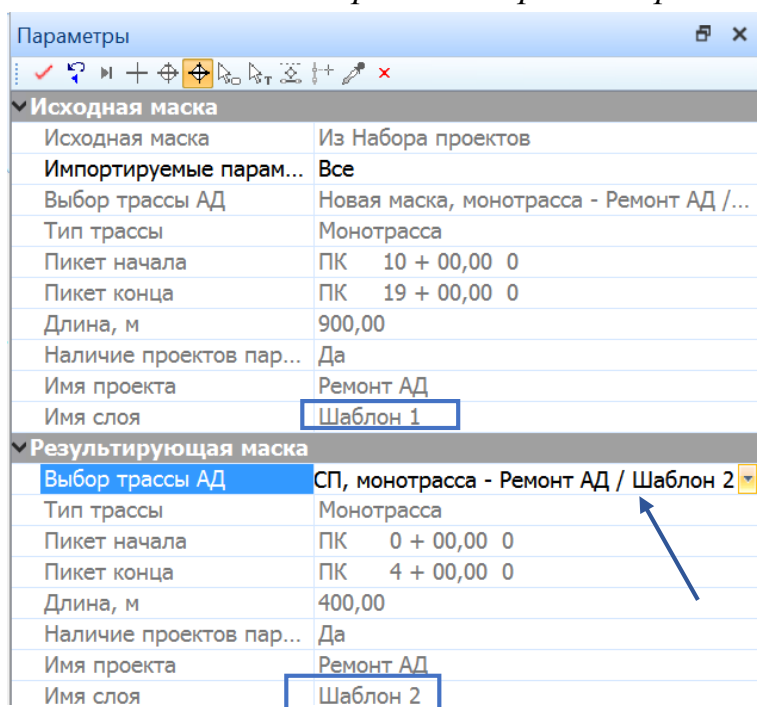 Параметры
Исходная маска
Исходная маска Из Набора проектов
Импортируемые парам... Все
Выбор трассы АД Новая маска, монотрасса - Ремонт АД /...
Тип трассы Монотрасса
Пикет начала ПК 10 + 00,00 0
Пикет конца ПК 19 + 00,00 0
Длина, м 900,00
Наличие проектов пар... Да
Имя проекта Ремонт АД
Имя слоя Шаблон 1
Результирующая маска
Выбор трассы АД СП, монотрасса - Ремонт АД / Шаблон 2
Тип трассы Монотрасса
Пикет начала ПК 0 + 00,00 0
Пикет конца ПК 4 + 00,00 0
Длина, м 400,00
Наличие проектов пар... Да
Имя проекта Ремонт АД
Имя слоя Шаблон 2